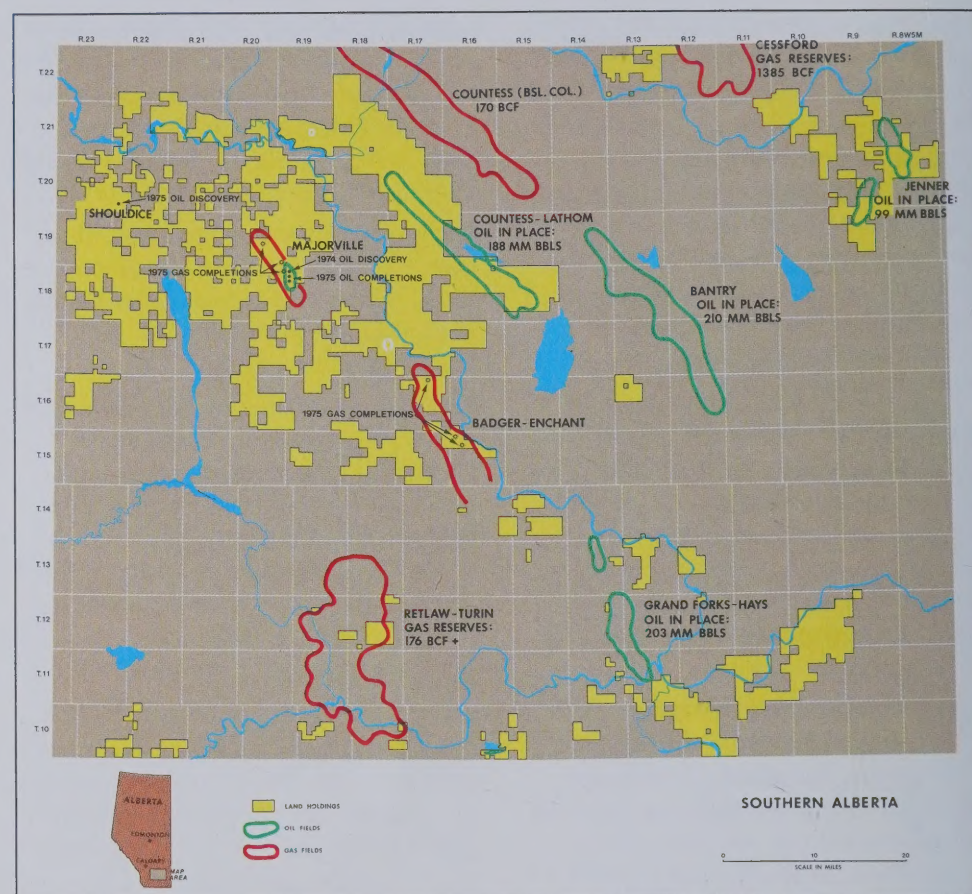 R.23 R.22 R.21 R.20 R.19 R.18 R.17 R.16 R.15 R.14 R.13 R.12 R.11 R.10 R.9 R.8W5M
T.22
T.21
T.20
T.19
T.18
T.17
T.16
T.15
T.14
T.13
T.12
T.11
T.10
CESSFORD
GAS RESERVES:
1385 BCF
COUNTESS (BSL. COL.)
170 BCF
JENNER
OIL IN PLACE:
99 MM BBLS
1975 OIL DISCOVERY
SHOULDICE
COUNTESS-LATHOM
OIL IN PLACE:
188 MM BBLS
MAJORVILLE
1974 OIL DISCOVERY
1975 GAS COMPLETIONS
1975 OIL COMPLETIONS
BANTRY
OIL IN PLACE:
210 MM BBLS
1975 GAS COMPLETIONS
BADGER-ENCHANT
RETLAW-TURIN
GAS RESERVES:
176 BCF +
GRAND FORKS-HAYS
OIL IN PLACE:
203 MM BBLS
ALBERTA
EDMONTON
CALGARY
MAP
AREA
LAND HOLDINGS
OIL FIELDS
GAS FIELDS
SOUTHERN ALBERTA
0 10 20
SCALE IN MILES